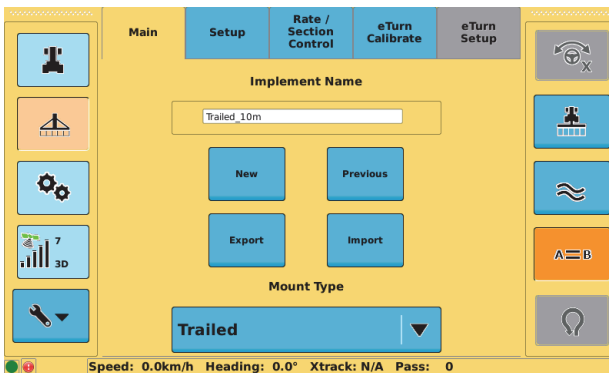 Main
Setup
Rate /
Section
Control
eTurn
Calibrate
eTurn
Setup
Implement Name
Trailed_10m
New
Previous
Export
Import
Mount Type
Trailed
7
3D
X
A=B
Speed: 0.0km/h Heading: 0.0° Xtrack: N/A Pass: 0